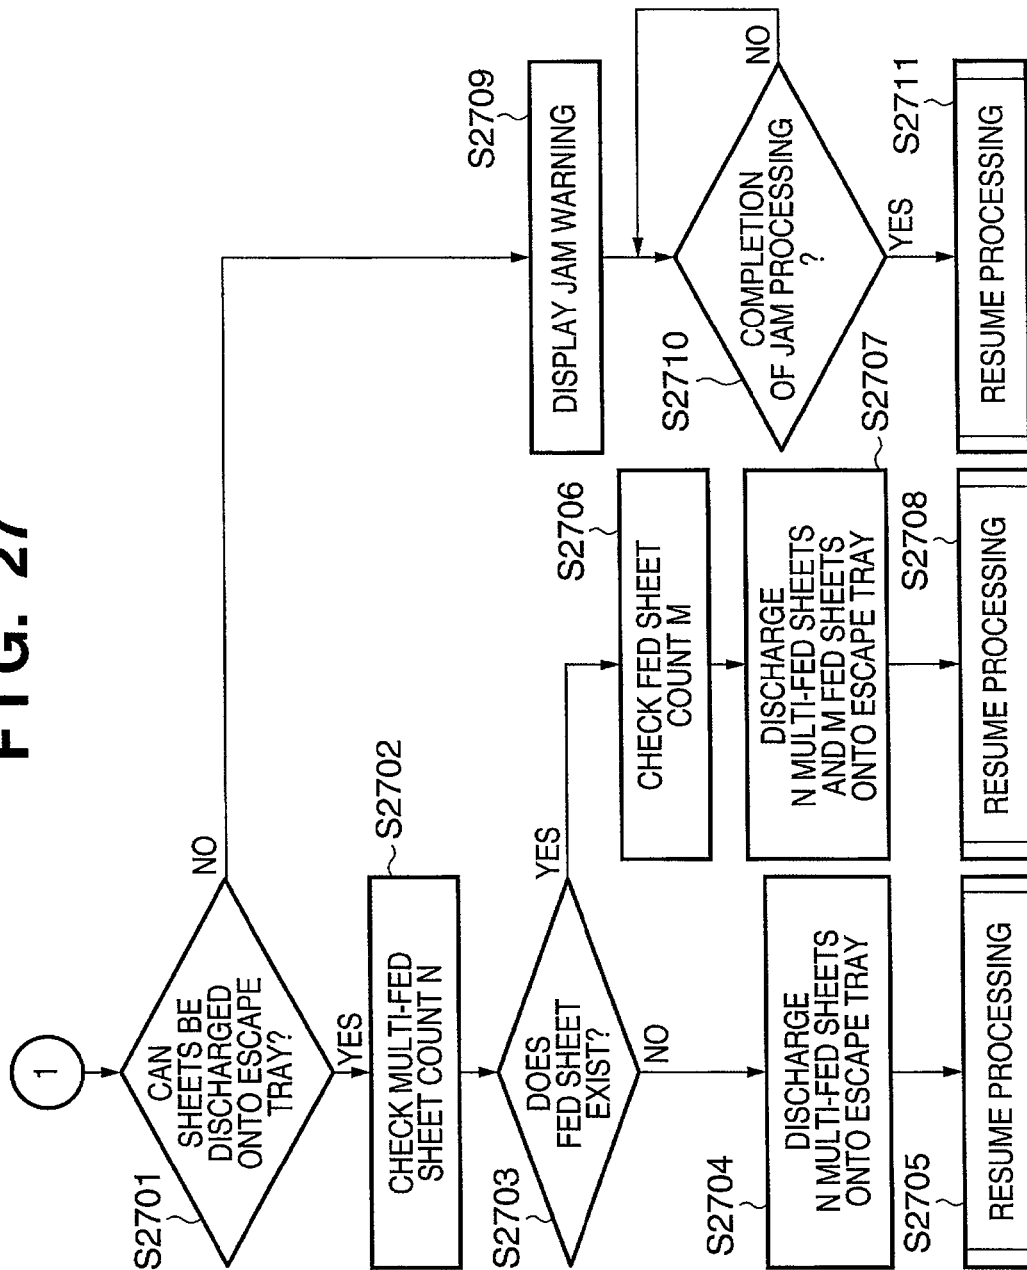 FIG. 27
1
S2701
CAN
SHEETS BE
DISCHARGED
ONTO ESCAPE
TRAY?
NO
YES
S2702
CHECK MULTI-FED
SHEET COUNT N
S2703
DOES
FED SHEET
EXIST?
YES
NO
S2704
DISCHARGE
N MULTI-FED SHEETS
ONTO ESCAPE TRAY
S2705
RESUME PROCESSING
S2706
CHECK FED SHEET
COUNT M
S2707
DISCHARGE
N MULTI-FED SHEETS
AND M FED SHEETS
ONTO ESCAPE TRAY
S2708
RESUME PROCESSING
S2709
DISPLAY JAM WARNING
S2710
COMPLETION
OF JAM PROCESSING
?
NO
YES
S2711
RESUME PROCESSING